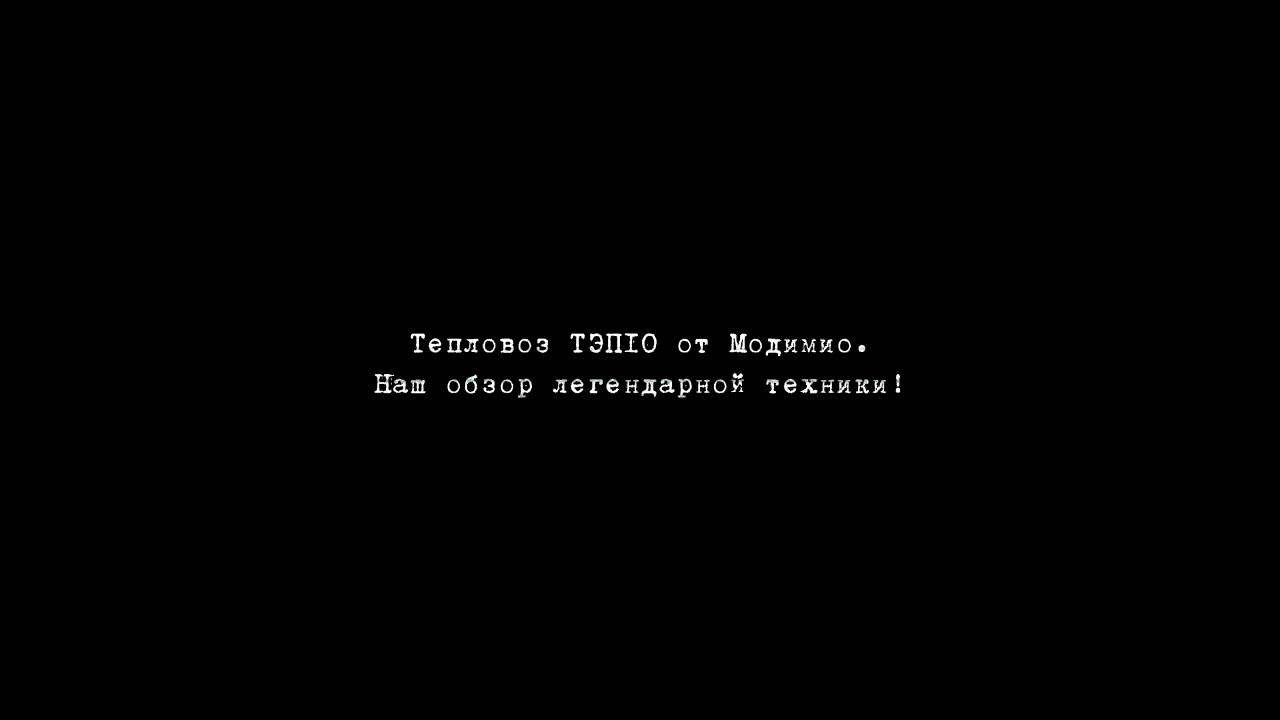 Тепловоз ТЭП10 от Модимио.
Наш обзор легендарной техники!